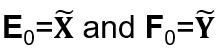 E₀=X̃ and F₀=Ỹ